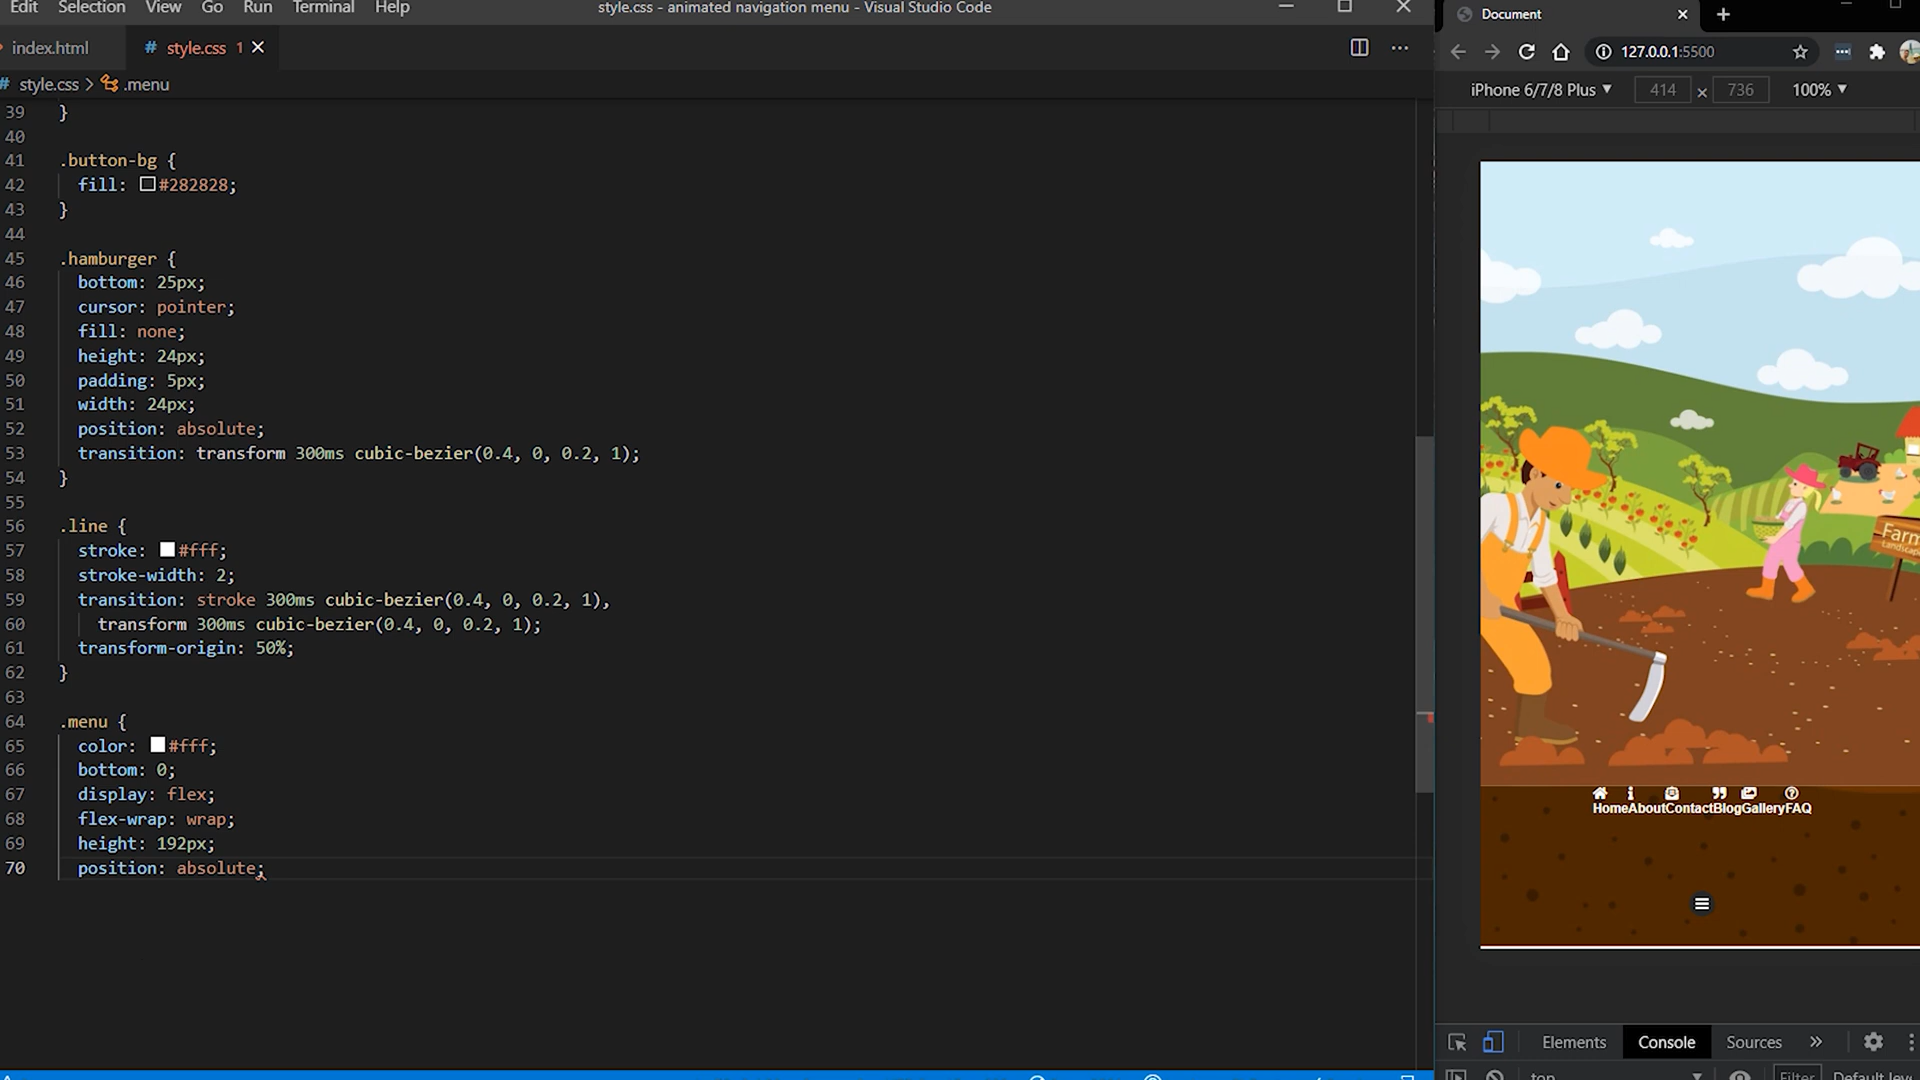 Edit Selection View Go Run Terminal Help
style.css - animated navigation menu - Visual Studio Code
index.html
# style.css 1
# style.css > .menu
39 }
40
41 .button-bg {
42 fill: #282828;
43 }
44
45 .hamburger {
46 bottom: 25px;
47 cursor: pointer;
48 fill: none;
49 height: 24px;
50 padding: 5px;
51 width: 24px;
52 position: absolute;
53 transition: transform 300ms cubic-bezier(0.4, 0, 0.2, 1);
54 }
55
56 .line {
57 stroke: #fff;
58 stroke-width: 2;
59 transition: stroke 300ms cubic-bezier(0.4, 0, 0.2, 1),
60 transform 300ms cubic-bezier(0.4, 0, 0.2, 1);
61 transform-origin: 50%;
62 }
63
64 .menu {
65 color: #fff;
66 bottom: 0;
67 display: flex;
68 flex-wrap: wrap;
69 height: 192px;
70 position: absolute;
Document
127.0.0.1:5500
iPhone 6/7/8 Plus 414 × 736 100%
Farm
Landscap
HomeAboutContactBlogGalleryFAQ
Elements Console Sources »
top Filter Default lev